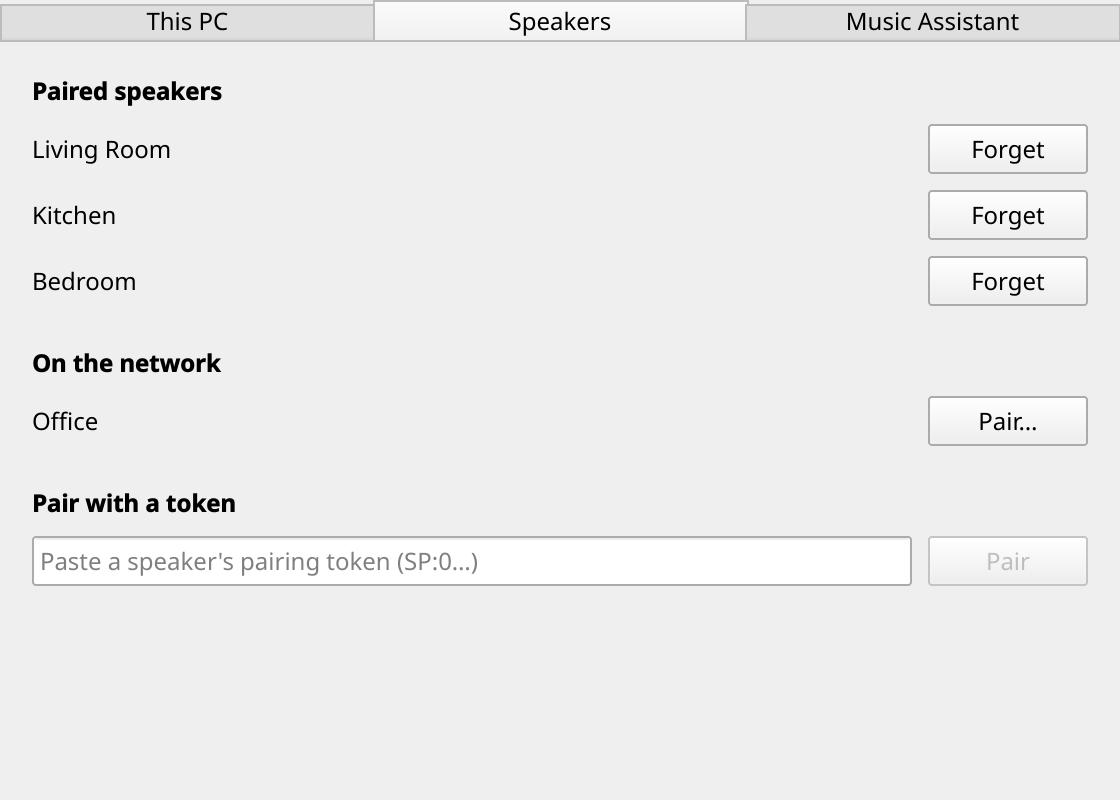 This PC
Speakers
Music Assistant
Paired speakers
Living Room
Forget
Kitchen
Forget
Bedroom
Forget
On the network
Office
Pair...
Pair with a token
Paste a speaker's pairing token (SP:0...)
Pair